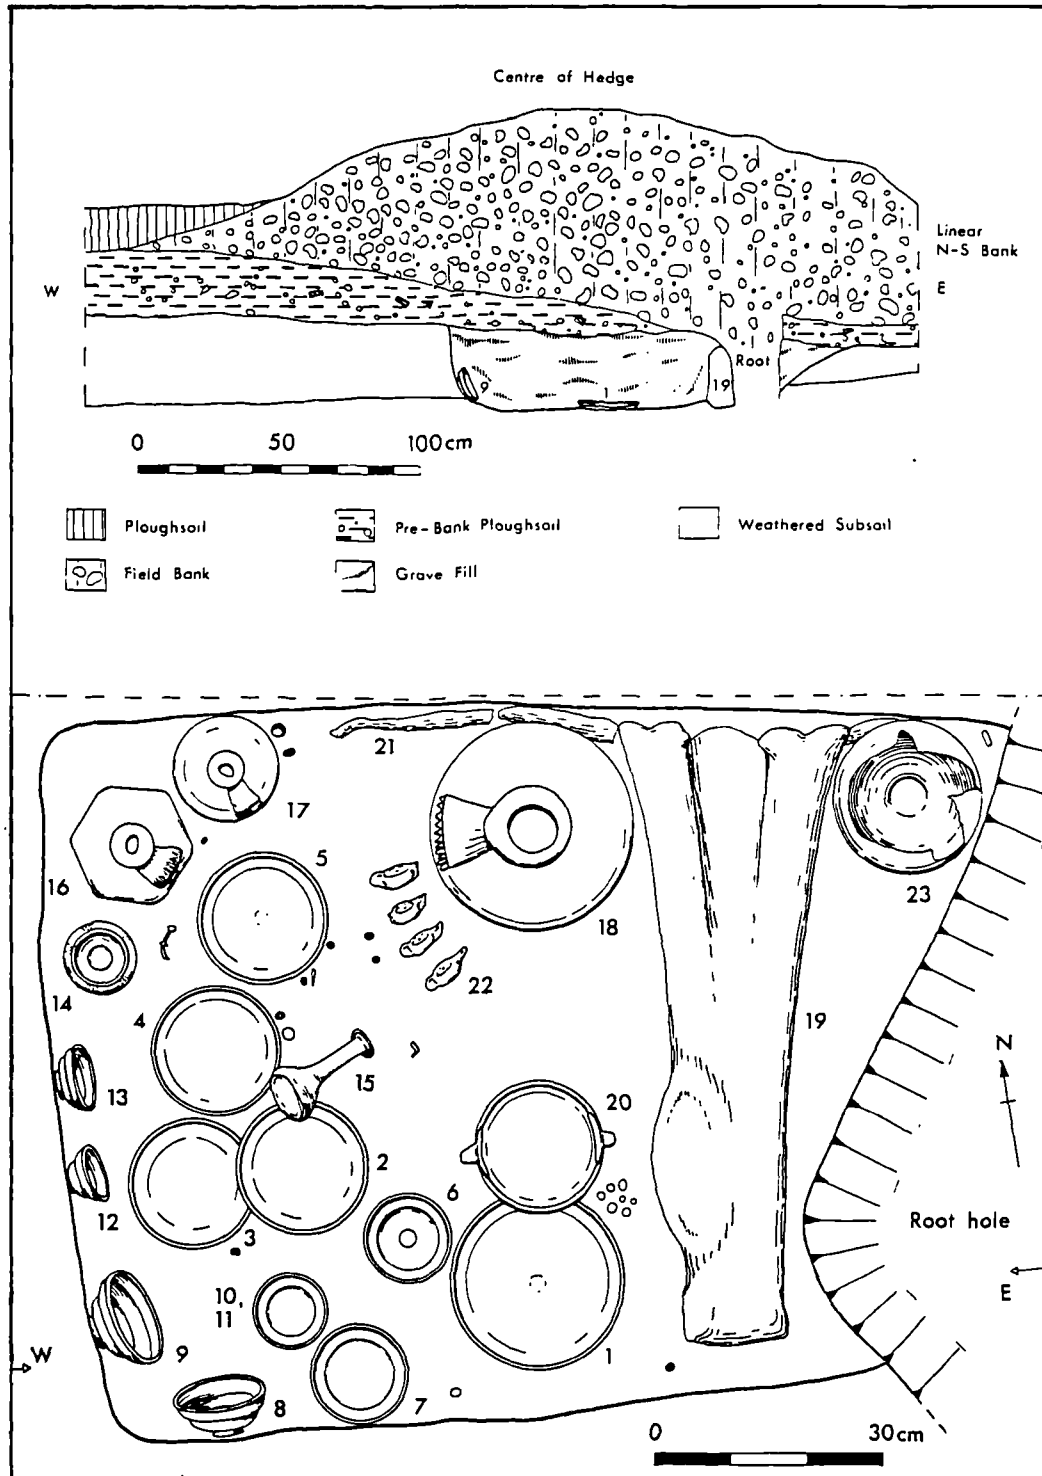 Centre of Hedge
Linear
N-S Bank
W
E
9
1
19
Root
0 50 100cm
Ploughsoil
Pre-Bank Ploughsoil
Weathered Subsoil
Field Bank
Grave Fill
21
17
5
16
18
23
14
22
4
19
N
15
13
20
2
6
12
3
Root hole
10,
11
E
W
9
1
8
7
0 30cm